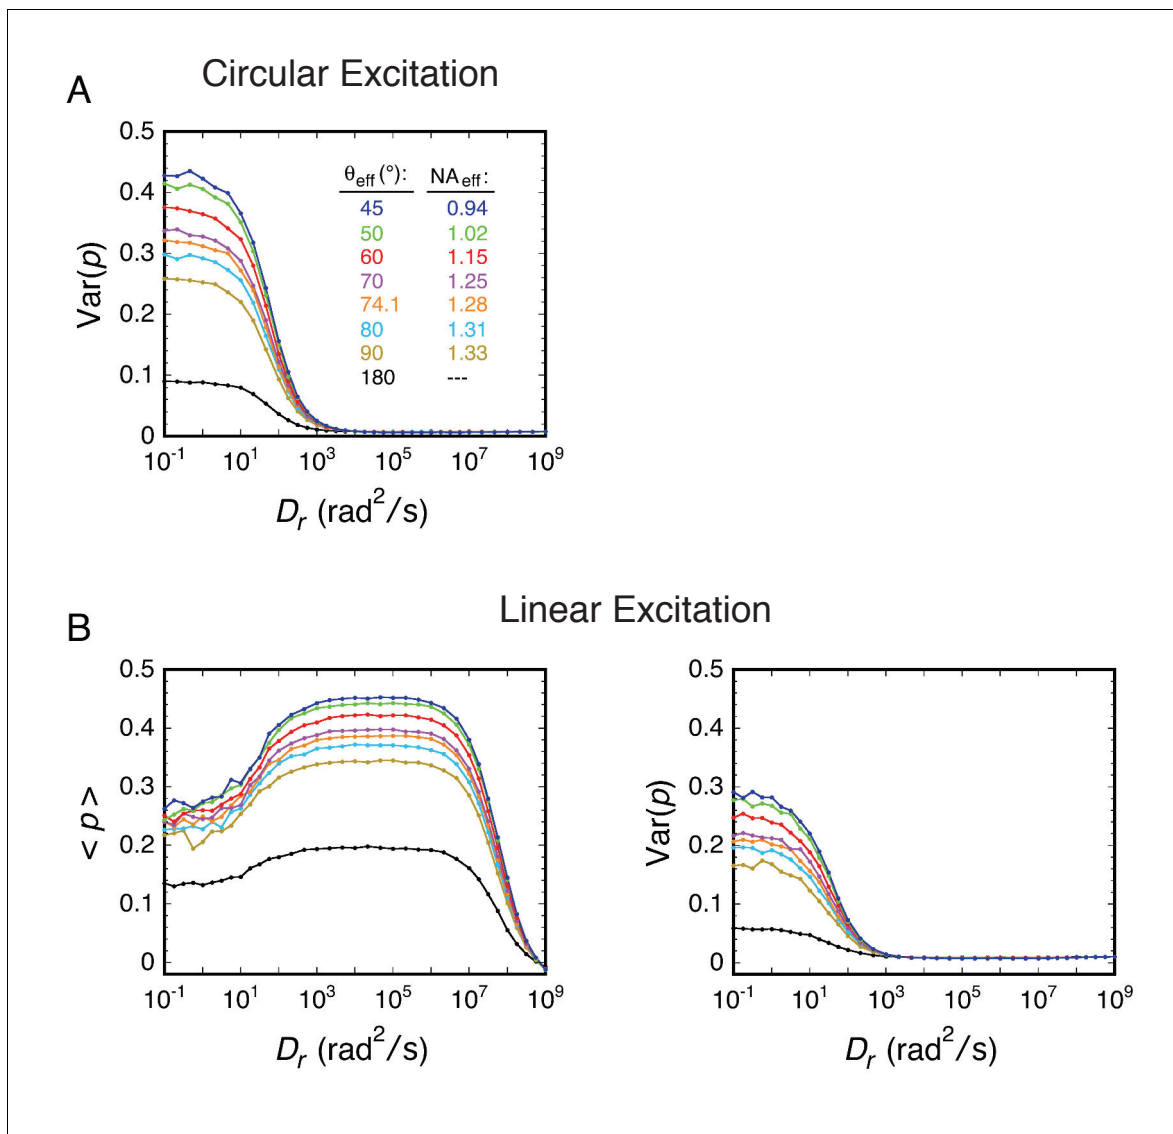 A
Circular Excitation
0.5
0.4
0.3
0.2
0.1
0
Var(p)
θeff (°): NAeff:
45 0.94
50 1.02
60 1.15
70 1.25
74.1 1.28
80 1.31
90 1.33
180 ---
10-1 101 103 105 107 109
Dr (rad2/s)
Linear Excitation
B
0.5
0.4
0.3
0.2
0.1
0
< p >
10-1 101 103 105 107 109
Dr (rad2/s)
0.5
0.4
0.3
0.2
0.1
0
Var(p)
10-1 101 103 105 107 109
Dr (rad2/s)